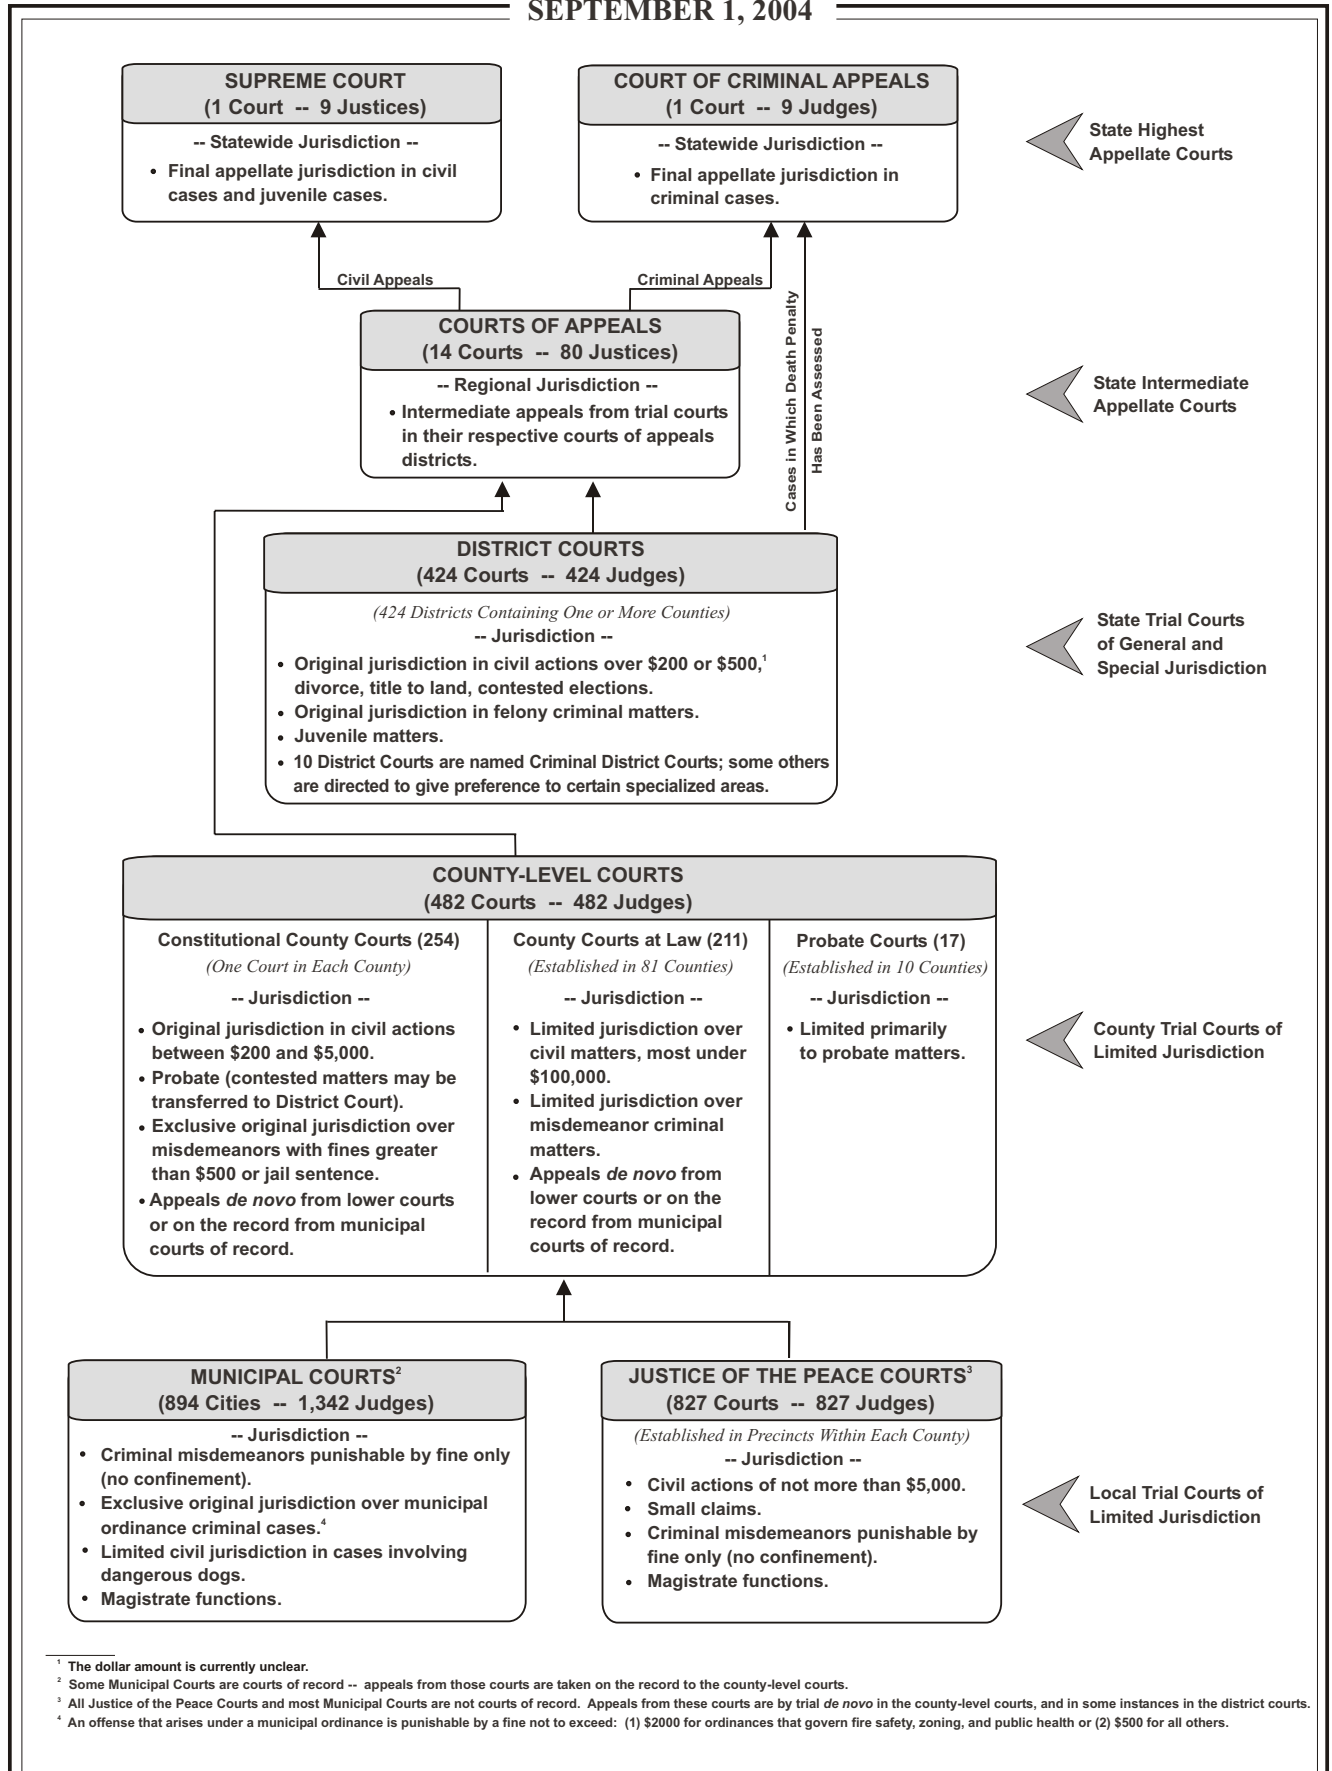 SEPTEMBER 1, 2004
SUPREME COURT
(1 Court -- 9 Justices)
-- Statewide Jurisdiction --
• Final appellate jurisdiction in civil
cases and juvenile cases.
COURT OF CRIMINAL APPEALS
(1 Court -- 9 Judges)
-- Statewide Jurisdiction --
• Final appellate jurisdiction in
criminal cases.
State Highest
Appellate Courts
Civil Appeals
Criminal Appeals
Cases in Which Death Penalty
Has Been Assessed
COURTS OF APPEALS
(14 Courts -- 80 Justices)
-- Regional Jurisdiction --
• Intermediate appeals from trial courts
in their respective courts of appeals
districts.
State Intermediate
Appellate Courts
DISTRICT COURTS
(424 Courts -- 424 Judges)
(424 Districts Containing One or More Counties)
-- Jurisdiction --
• Original jurisdiction in civil actions over $200 or $500,¹
divorce, title to land, contested elections.
• Original jurisdiction in felony criminal matters.
• Juvenile matters.
• 10 District Courts are named Criminal District Courts; some others
are directed to give preference to certain specialized areas.
State Trial Courts
of General and
Special Jurisdiction
COUNTY-LEVEL COURTS
(482 Courts -- 482 Judges)
Constitutional County Courts (254)
(One Court in Each County)
-- Jurisdiction --
• Original jurisdiction in civil actions
between $200 and $5,000.
• Probate (contested matters may be
transferred to District Court).
• Exclusive original jurisdiction over
misdemeanors with fines greater
than $500 or jail sentence.
• Appeals de novo from lower courts
or on the record from municipal
courts of record.
County Courts at Law (211)
(Established in 81 Counties)
-- Jurisdiction --
• Limited jurisdiction over
civil matters, most under
$100,000.
• Limited jurisdiction over
misdemeanor criminal
matters.
• Appeals de novo from
lower courts or on the
record from municipal
courts of record.
Probate Courts (17)
(Established in 10 Counties)
-- Jurisdiction --
• Limited primarily
to probate matters.
County Trial Courts of
Limited Jurisdiction
MUNICIPAL COURTS²
(894 Cities -- 1,342 Judges)
-- Jurisdiction --
• Criminal misdemeanors punishable by fine only
(no confinement).
• Exclusive original jurisdiction over municipal
ordinance criminal cases.⁴
• Limited civil jurisdiction in cases involving
dangerous dogs.
• Magistrate functions.
JUSTICE OF THE PEACE COURTS³
(827 Courts -- 827 Judges)
(Established in Precincts Within Each County)
-- Jurisdiction --
• Civil actions of not more than $5,000.
• Small claims.
• Criminal misdemeanors punishable by
fine only (no confinement).
• Magistrate functions.
Local Trial Courts of
Limited Jurisdiction
¹ The dollar amount is currently unclear.
² Some Municipal Courts are courts of record -- appeals from those courts are taken on the record to the county-level courts.
³ All Justice of the Peace Courts and most Municipal Courts are not courts of record. Appeals from these courts are by trial de novo in the county-level courts, and in some instances in the district courts.
⁴ An offense that arises under a municipal ordinance is punishable by a fine not to exceed: (1) $2000 for ordinances that govern fire safety, zoning, and public health or (2) $500 for all others.